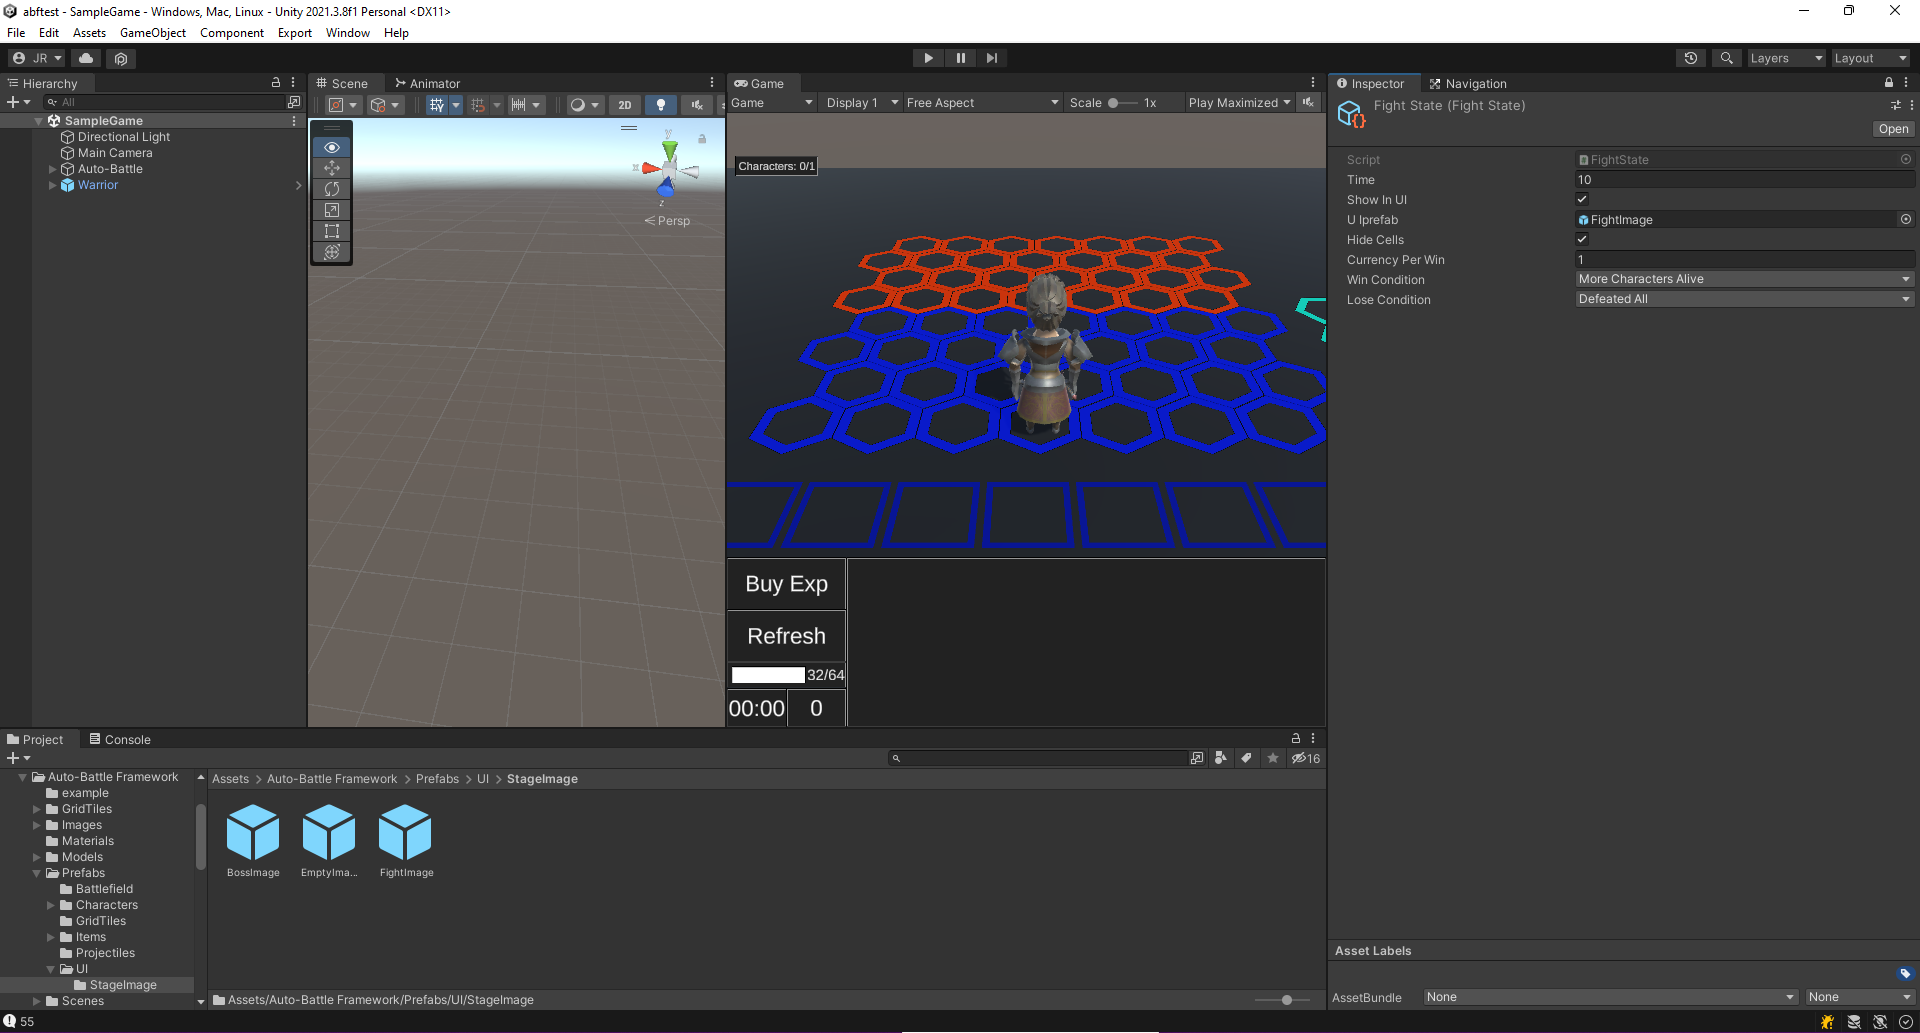 abftest - SampleGame - Windows, Mac, Linux - Unity 2021.3.8f1 Personal <DX11>
File Edit Assets GameObject Component Export Window Help
JR Layers Layout
Hierarchy
All
SampleGame
Directional Light
Main Camera
Auto-Battle
Warrior
Scene Animator
2D
y
x
z
Persp
Game
Game Display 1 Free Aspect Scale 1x Play Maximized
Characters: 0/1
Buy Exp
Refresh
32/64
00:00 0
Inspector Navigation
Fight State (Fight State)
Open
Script FightState
Time 10
Show In UI
U Iprefab FightImage
Hide Cells
Currency Per Win 1
Win Condition More Characters Alive
Lose Condition Defeated All
Project Console
16
Auto-Battle Framework
example
GridTiles
Images
Materials
Models
Prefabs
Battlefield
Characters
GridTiles
Items
Projectiles
UI
StageImage
Scenes
Assets > Auto-Battle Framework > Prefabs > UI > StageImage
BossImage EmptyIma... FightImage
Assets/Auto-Battle Framework/Prefabs/UI/StageImage
Asset Labels
AssetBundle None None
55